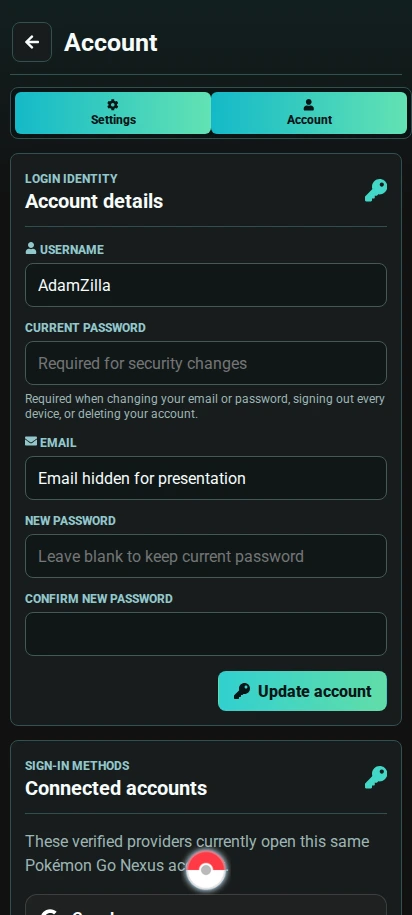 Account
Settings
Account
LOGIN IDENTITY
Account details
USERNAME
AdamZilla
CURRENT PASSWORD
Required for security changes
Required when changing your email or password, signing out every
device, or deleting your account.
EMAIL
Email hidden for presentation
NEW PASSWORD
Leave blank to keep current password
CONFIRM NEW PASSWORD
Update account
SIGN-IN METHODS
Connected accounts
These verified providers currently open this same
Pokémon Go Nexus